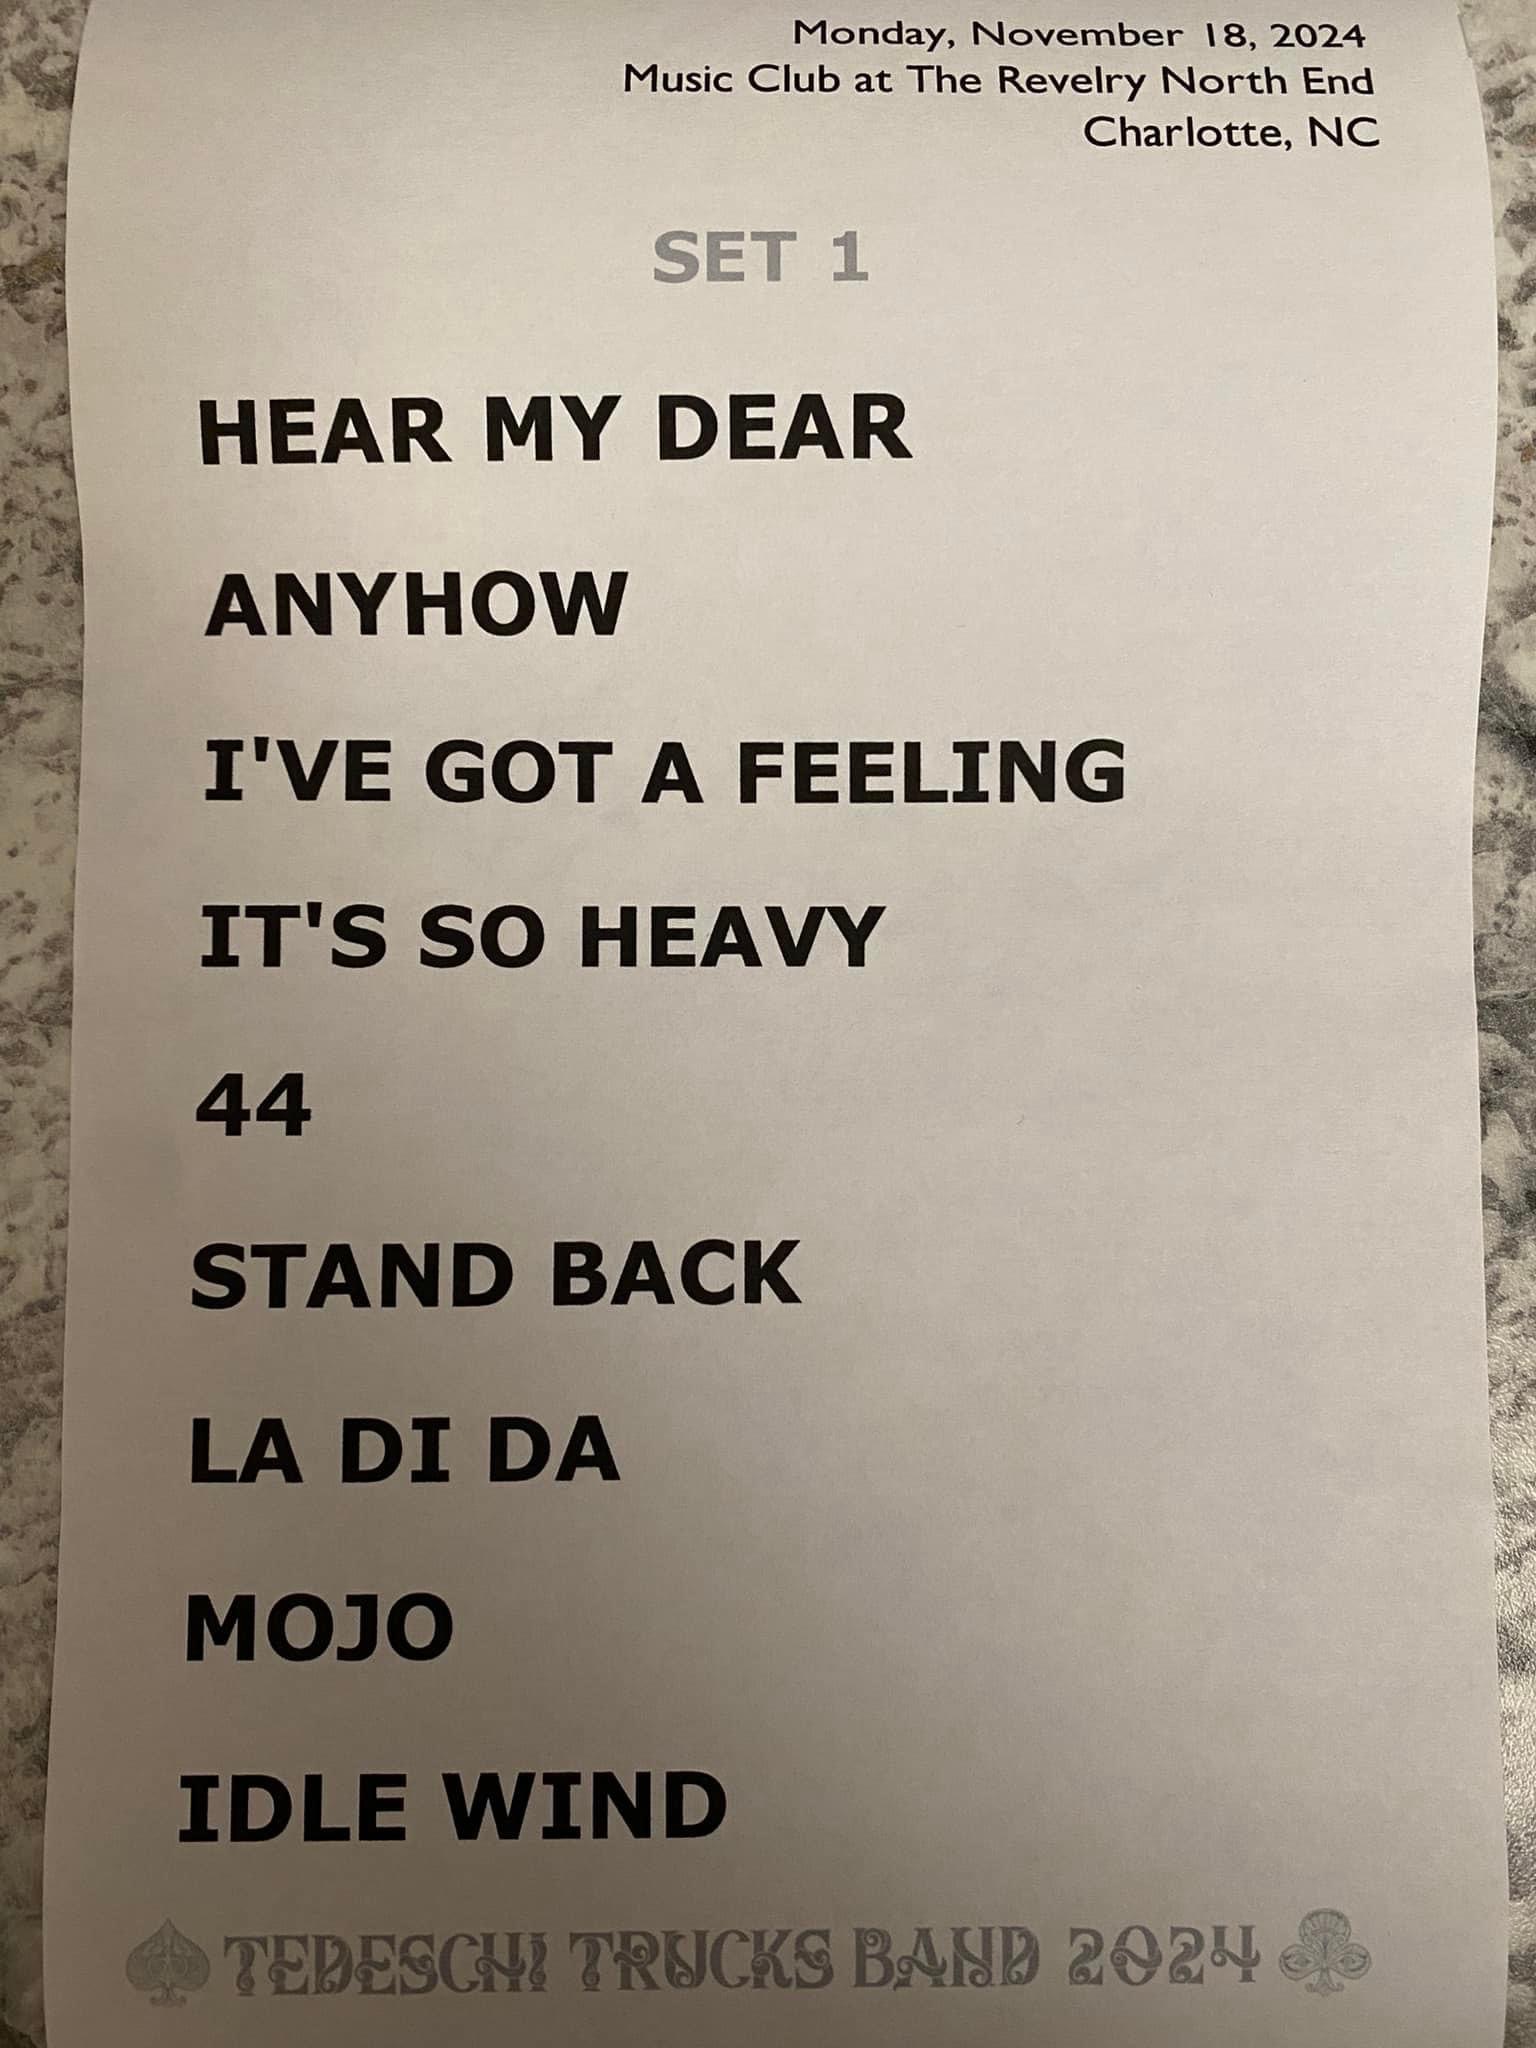 Monday, November 18, 2024
Music Club at The Revelry North End
Charlotte, NC
SET 1
HEAR MY DEAR
ANYHOW
I'VE GOT A FEELING
IT'S SO HEAVY
44
STAND BACK
LA DI DA
MOJO
IDLE WIND
TEDESCHI TRUCKS BAND 2024